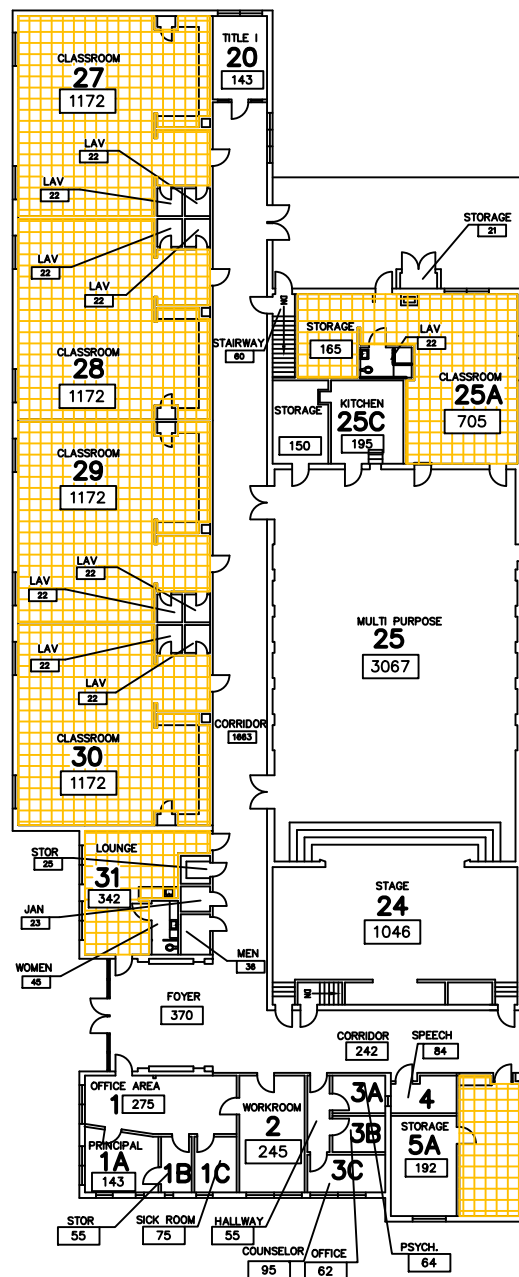 TITLE I
20
143
CLASSROOM
27
1172
LAV
22
LAV
22
LAV
22
LAV
22
STORAGE
21
CLASSROOM
28
1172
STAIRWAY
60
DN
STORAGE
165
LAV
22
CLASSROOM
25A
705
STORAGE
150
KITCHEN
25C
195
CLASSROOM
29
1172
LAV
22
LAV
22
LAV
22
LAV
22
MULTI PURPOSE
25
3067
CLASSROOM
30
1172
CORRIDOR
1663
STOR
25
LOUNGE
31
342
JAN
23
WOMEN
45
MEN
36
STAGE
24
1046
DN
FOYER
370
CORRIDOR
242
SPEECH
84
OFFICE AREA
1
275
WORKROOM
2
245
3A
3B
3C
4
STORAGE
5A
192
PRINCIPAL
1A
143
1B
1C
STOR
55
SICK ROOM
75
HALLWAY
55
COUNSELOR
95
OFFICE
62
PSYCH.
64